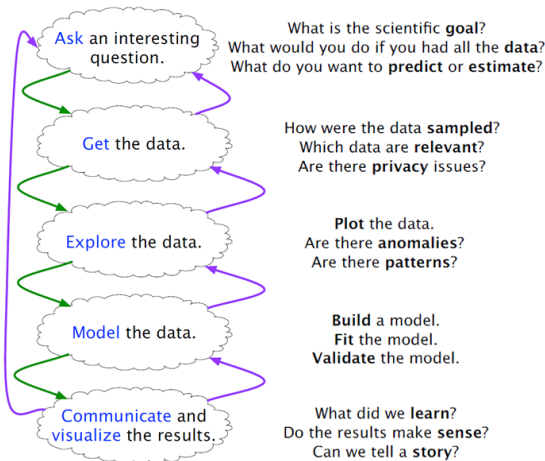 Ask an interesting
question.
What is the scientific goal?
What would you do if you had all the data?
What do you want to predict or estimate?
Get the data.
How were the data sampled?
Which data are relevant?
Are there privacy issues?
Explore the data.
Plot the data.
Are there anomalies?
Are there patterns?
Model the data.
Build a model.
Fit the model.
Validate the model.
Communicate and
visualize the results.
What did we learn?
Do the results make sense?
Can we tell a story?